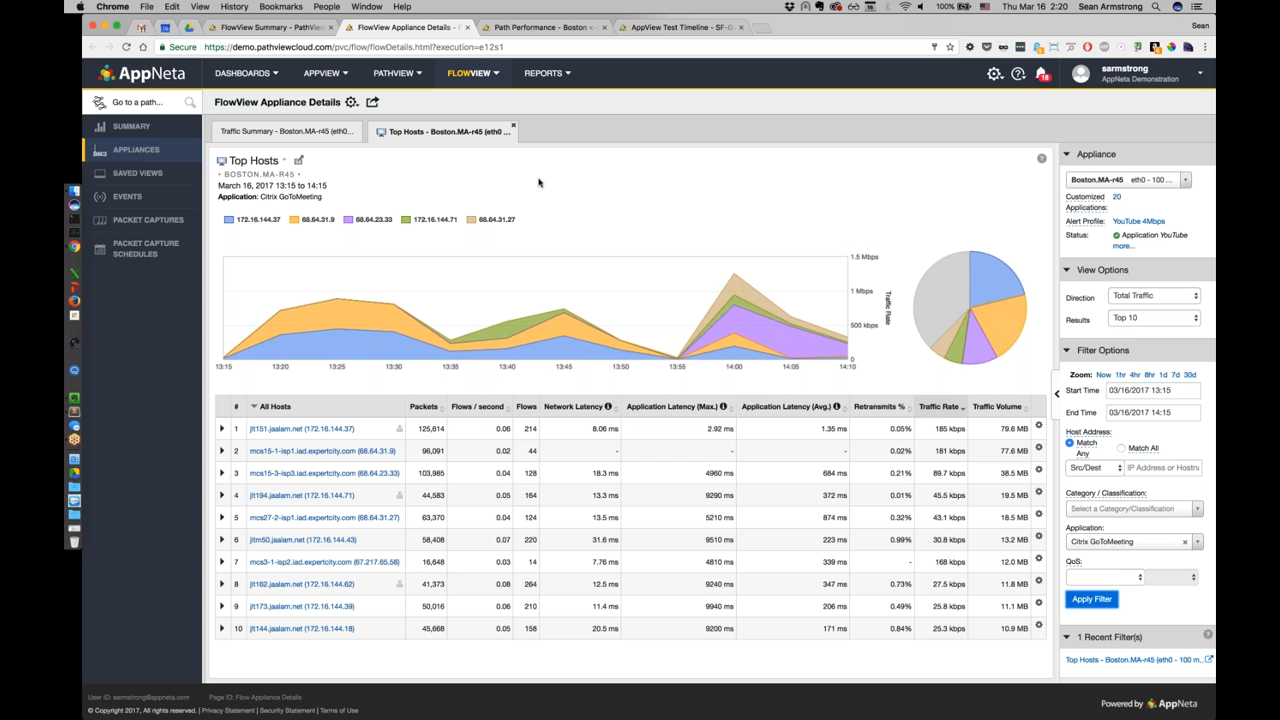 Chrome File Edit View History Bookmarks People Window Help 100% Thu Mar 16 2:20 Sean Armstrong
FlowView Summary - PathView × FlowView Appliance Details - × Path Performance - Boston <- × AppView Test Timeline - SF- × Sean
Secure https://demo.pathviewcloud.com/pvc/flow/flowDetails.html?execution=e12s1
AppNeta DASHBOARDS APPVIEW PATHVIEW FLOWVIEW REPORTS 18 sarmstrong
AppNeta Demonstration
Go to a path...
SUMMARY
APPLIANCES
SAVED VIEWS
EVENTS
PACKET CAPTURES
PACKET CAPTURE
SCHEDULES
FlowView Appliance Details
Traffic Summary - Boston.MA-r45 (eth0... Top Hosts - Boston.MA-r45 (eth0 ... ×
Top Hosts
• BOSTON.MA-R45 •
March 16, 2017 13:15 to 14:15
Application: Citrix GoToMeeting
172.16.144.37 68.64.31.9 68.64.23.33 172.16.144.71 68.64.31.27
1.5 Mbps
1 Mbps
500 kbps
0
Traffic Rate
13:15 13:20 13:25 13:30 13:35 13:40 13:45 13:50 13:55 14:00 14:05 14:10
# All Hosts Packets Flows / second Flows Network Latency Application Latency (Max.) Application Latency (Avg.) Retransmits % Traffic Rate Traffic Volume
1 jlt151.jaalam.net (172.16.144.37) 125,614 0.06 214 8.06 ms 2.92 ms 1.35 ms 0.05% 185 kbps 79.6 MB
2 mcs15-1-isp1.iad.expertcity.com (68.64.31.9) 96,091 0.02 44 - - - 0.02% 181 kbps 77.6 MB
3 mcs15-3-isp3.iad.expertcity.com (68.64.23.33) 103,985 0.04 128 18.3 ms 4960 ms 684 ms 0.21% 89.7 kbps 38.5 MB
4 jlt194.jaalam.net (172.16.144.71) 44,583 0.05 164 13.3 ms 9290 ms 372 ms 0.01% 45.5 kbps 19.5 MB
5 mcs27-2-isp1.iad.expertcity.com (68.64.31.27) 63,370 0.04 124 13.5 ms 5210 ms 874 ms 0.32% 43.1 kbps 18.5 MB
6 jltm50.jaalam.net (172.16.144.43) 58,408 0.07 220 31.6 ms 9510 ms 223 ms 0.99% 30.8 kbps 13.2 MB
7 mcs3-1-isp2.iad.expertcity.com (67.217.65.58) 16,648 0.03 14 7.76 ms 4810 ms 339 ms - 168 kbps 12.0 MB
8 jlt162.jaalam.net (172.16.144.62) 41,373 0.08 264 12.5 ms 9240 ms 347 ms 0.73% 27.5 kbps 11.8 MB
9 jlt173.jaalam.net (172.16.144.39) 50,016 0.06 210 11.4 ms 9940 ms 206 ms 0.49% 25.8 kbps 11.1 MB
10 jlt144.jaalam.net (172.16.144.18) 45,668 0.05 158 20.5 ms 9200 ms 171 ms 0.84% 25.3 kbps 10.9 MB
Appliance
Boston.MA-r45 eth0 - 100 ...
Customized 20
Applications:
Alert Profile: YouTube 4Mbps
Status: Application YouTube
more...
View Options
Direction Total Traffic
Results Top 10
Filter Options
Zoom: Now 1hr 4hr 8hr 1d 7d 30d
Start Time 03/16/2017 13:15
End Time 03/16/2017 14:15
Host Address:
Match Any Match All
Src/Dest IP Address or Hostna
Category / Classification:
Select a Category/Classification
Application:
Citrix GoToMeeting ×
QoS:
Apply Filter
1 Recent Filter(s)
Top Hosts - Boston.MA-r45 (eth0 - 100 m...
User ID: sarmstrong@appneta.com Page ID: Flow Appliance Details
© Copyright 2017, All rights reserved. | Privacy Statement | Security Statement | Terms of Use
Powered by AppNeta